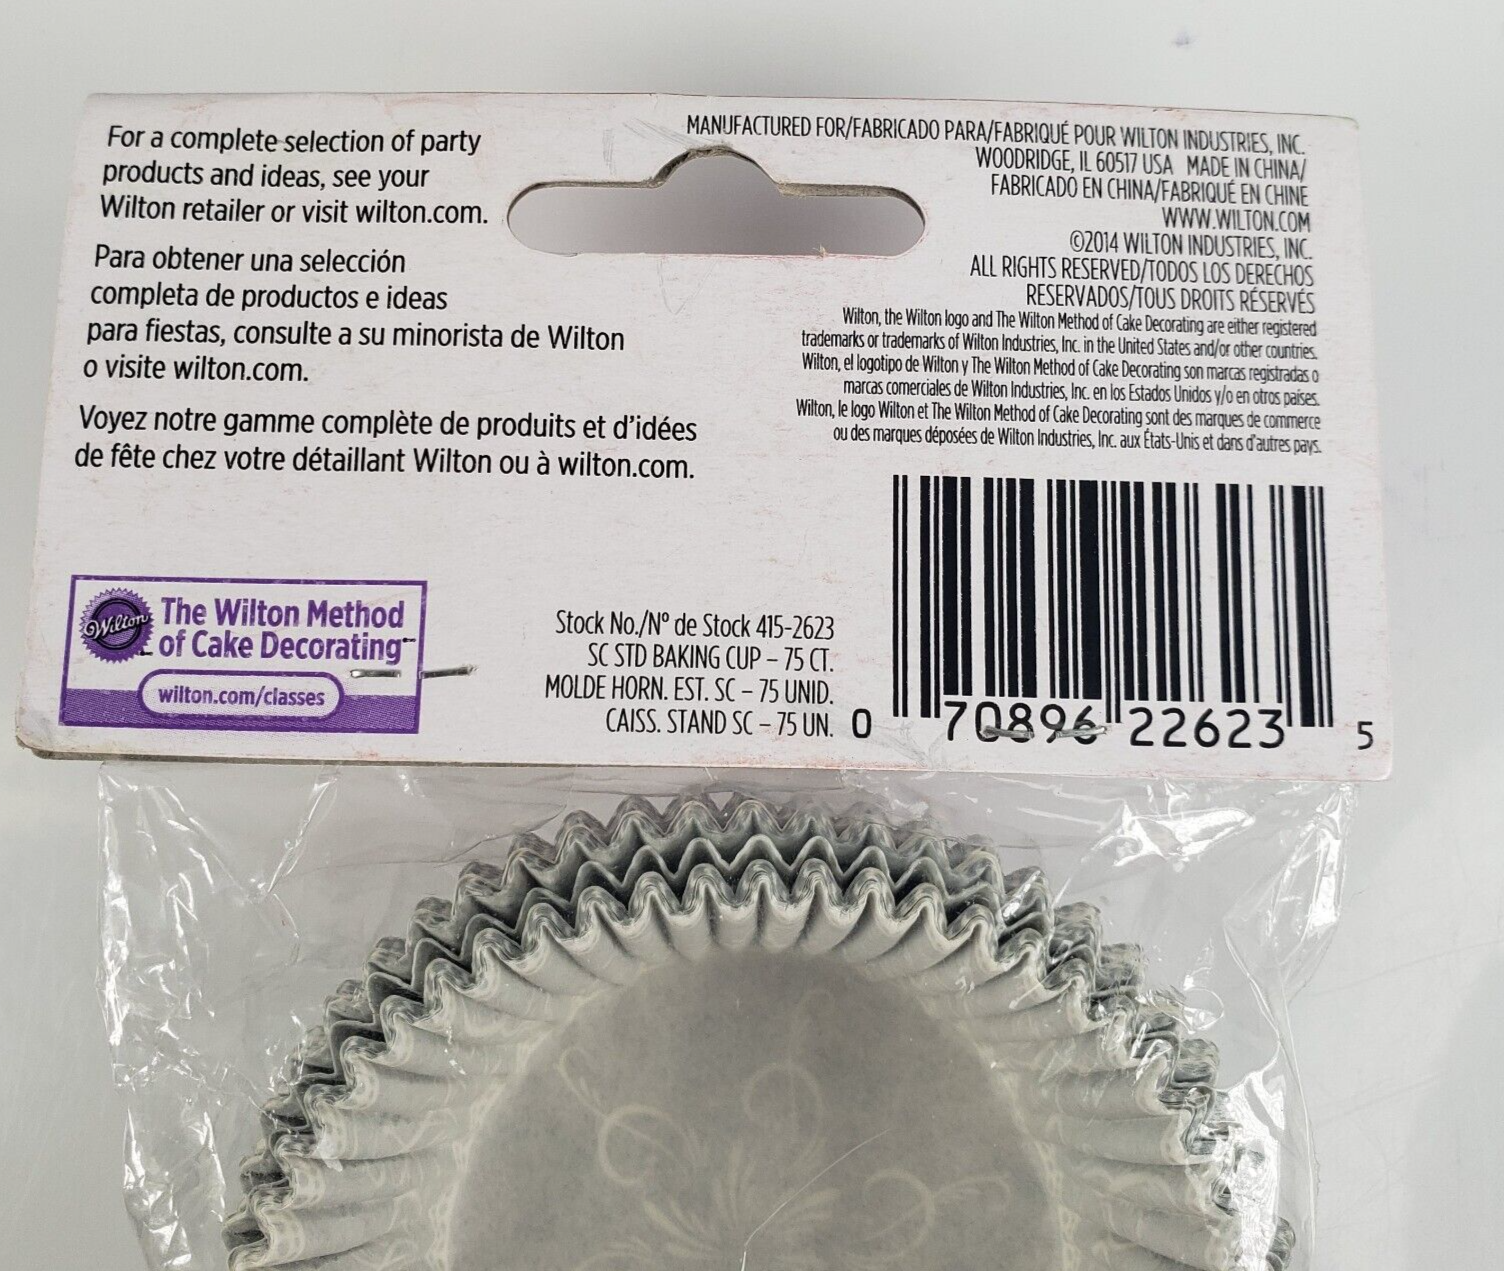 For a complete selection of party
products and ideas, see your
Wilton retailer or visit wilton.com.
Para obtener una selección
completa de productos e ideas
para fiestas, consulte a su minorista de Wilton
o visite wilton.com.
Voyez notre gamme complète de produits et d'idées
de fête chez votre détaillant Wilton ou à wilton.com.
MANUFACTURED FOR/FABRICADO PARA/FABRIQUÉ POUR WILTON INDUSTRIES, INC.
WOODRIDGE, IL 60517 USA MADE IN CHINA/
FABRICADO EN CHINA/FABRIQUÉ EN CHINE
WWW.WILTON.COM
©2014 WILTON INDUSTRIES, INC.
ALL RIGHTS RESERVED/TODOS LOS DERECHOS
RESERVADOS/TOUS DROITS RÉSERVÉS
Wilton, the Wilton logo and The Wilton Method of Cake Decorating are either registered
trademarks or trademarks of Wilton Industries, Inc. in the United States and/or other countries.
Wilton, el logotipo de Wilton y The Wilton Method of Cake Decorating son marcas registradas o
marcas comerciales de Wilton Industries, Inc. en los Estados Unidos y/o en otros países.
Wilton, le logo Wilton et The Wilton Method of Cake Decorating sont des marques de commerce
ou des marques déposées de Wilton Industries, Inc. aux États-Unis et dans d'autres pays.
Wilton
The Wilton Method
of Cake Decorating™
wilton.com/classes
Stock No./Nº de Stock 415-2623
SC STD BAKING CUP – 75 CT.
MOLDE HORN. EST. SC – 75 UNID.
CAISS. STAND SC – 75 UN.
0 70896 22623 5